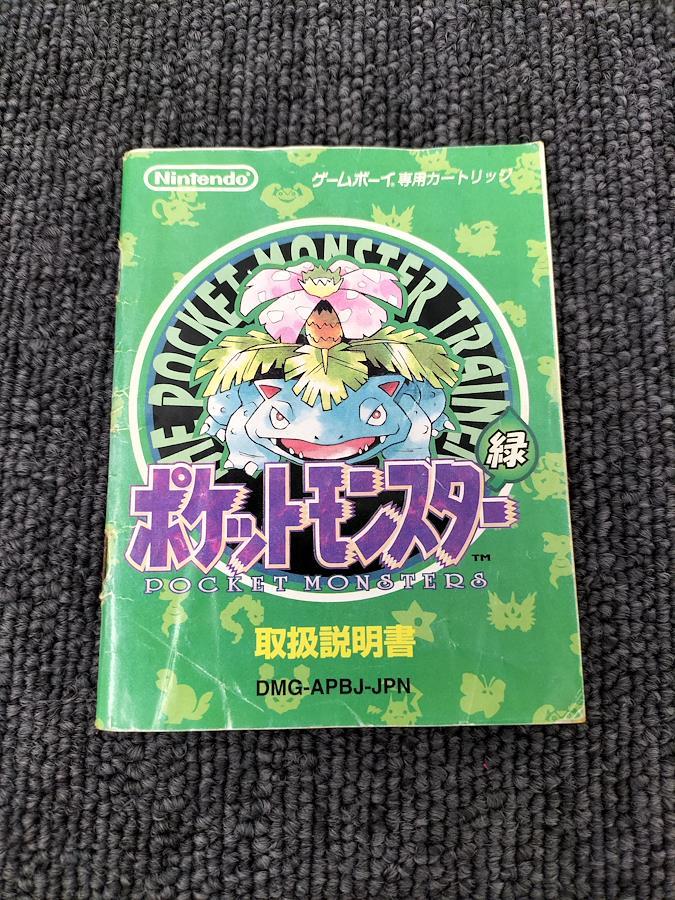 Nintendo®
ゲームボーイ®専用カートリッジ
THE POCKET MONSTER TRAINER
緑
ポケットモンスター
TM
POCKET MONSTERS
取扱説明書
DMG-APBJ-JPN